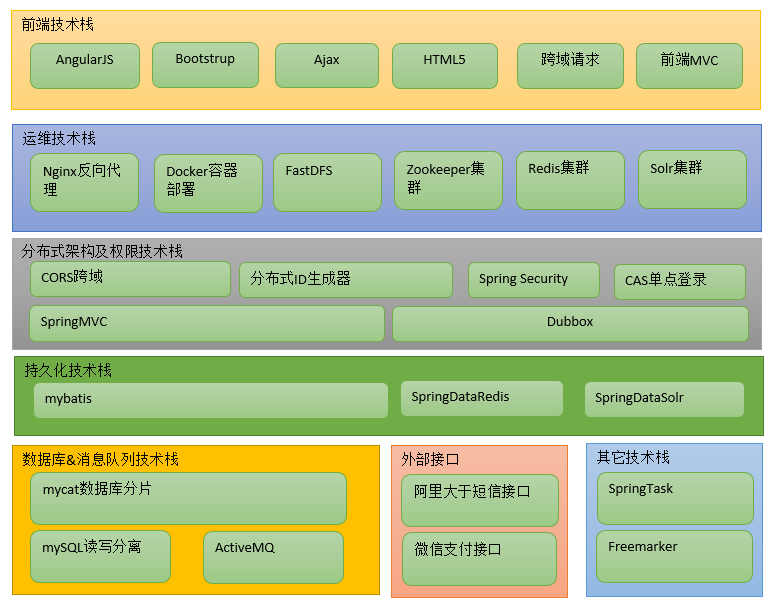 前端技术栈
AngularJS
Bootstrup
Ajax
HTML5
跨域请求
前端MVC
运维技术栈
Nginx反向代
理
Docker容器
部署
FastDFS
Zookeeper集
群
Redis集群
Solr集群
分布式架构及权限技术栈
CORS跨域
分布式ID生成器
Spring Security
CAS单点登录
SpringMVC
Dubbox
持久化技术栈
mybatis
SpringDataRedis
SpringDataSolr
数据库&消息队列技术栈
mycat数据库分片
mySQL读写分离
ActiveMQ
外部接口
阿里大于短信接口
微信支付接口
其它技术栈
SpringTask
Freemarker